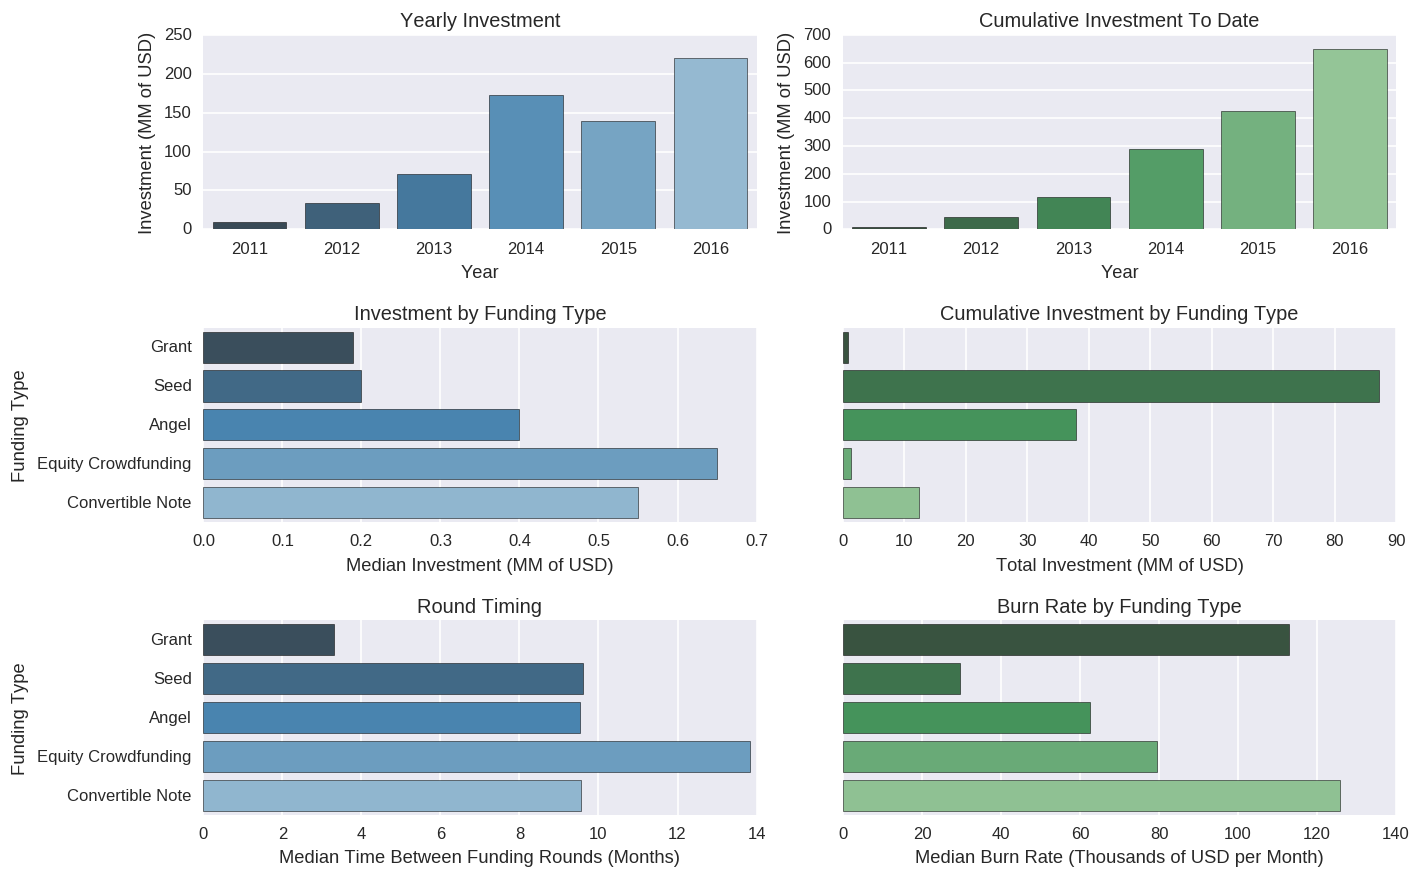 Yearly Investment
Investment (MM of USD)
250
200
150
100
50
0
2011 2012 2013 2014 2015 2016
Year
Cumulative Investment To Date
Investment (MM of USD)
700
600
500
400
300
200
100
0
2011 2012 2013 2014 2015 2016
Year
Investment by Funding Type
Funding Type
Grant
Seed
Angel
Equity Crowdfunding
Convertible Note
0.0 0.1 0.2 0.3 0.4 0.5 0.6 0.7
Median Investment (MM of USD)
Cumulative Investment by Funding Type
0 10 20 30 40 50 60 70 80 90
Total Investment (MM of USD)
Round Timing
Funding Type
Grant
Seed
Angel
Equity Crowdfunding
Convertible Note
0 2 4 6 8 10 12 14
Median Time Between Funding Rounds (Months)
Burn Rate by Funding Type
0 20 40 60 80 100 120 140
Median Burn Rate (Thousands of USD per Month)